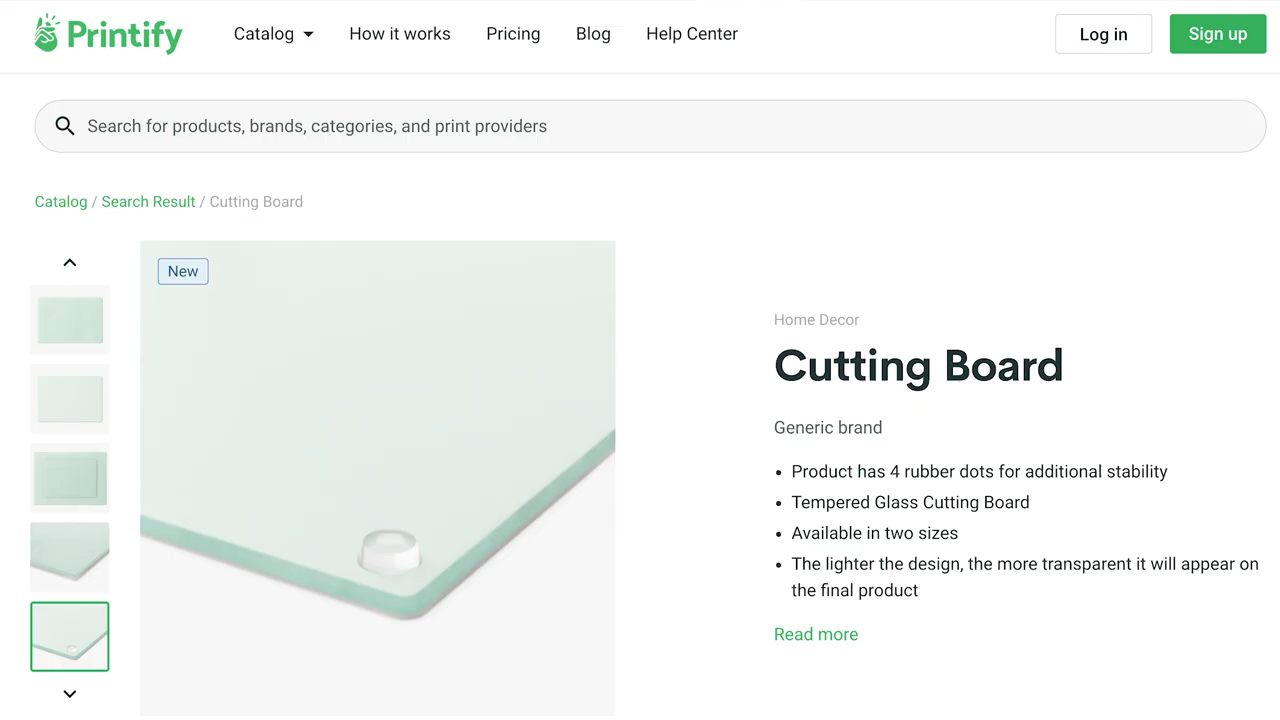 Printify
Catalog
How it works
Pricing
Blog
Help Center
Log in
Sign up
Search for products, brands, categories, and print providers
Catalog / Search Result / Cutting Board
New
Home Decor
Cutting Board
Generic brand
• Product has 4 rubber dots for additional stability
• Tempered Glass Cutting Board
• Available in two sizes
• The lighter the design, the more transparent it will appear on
the final product
Read more